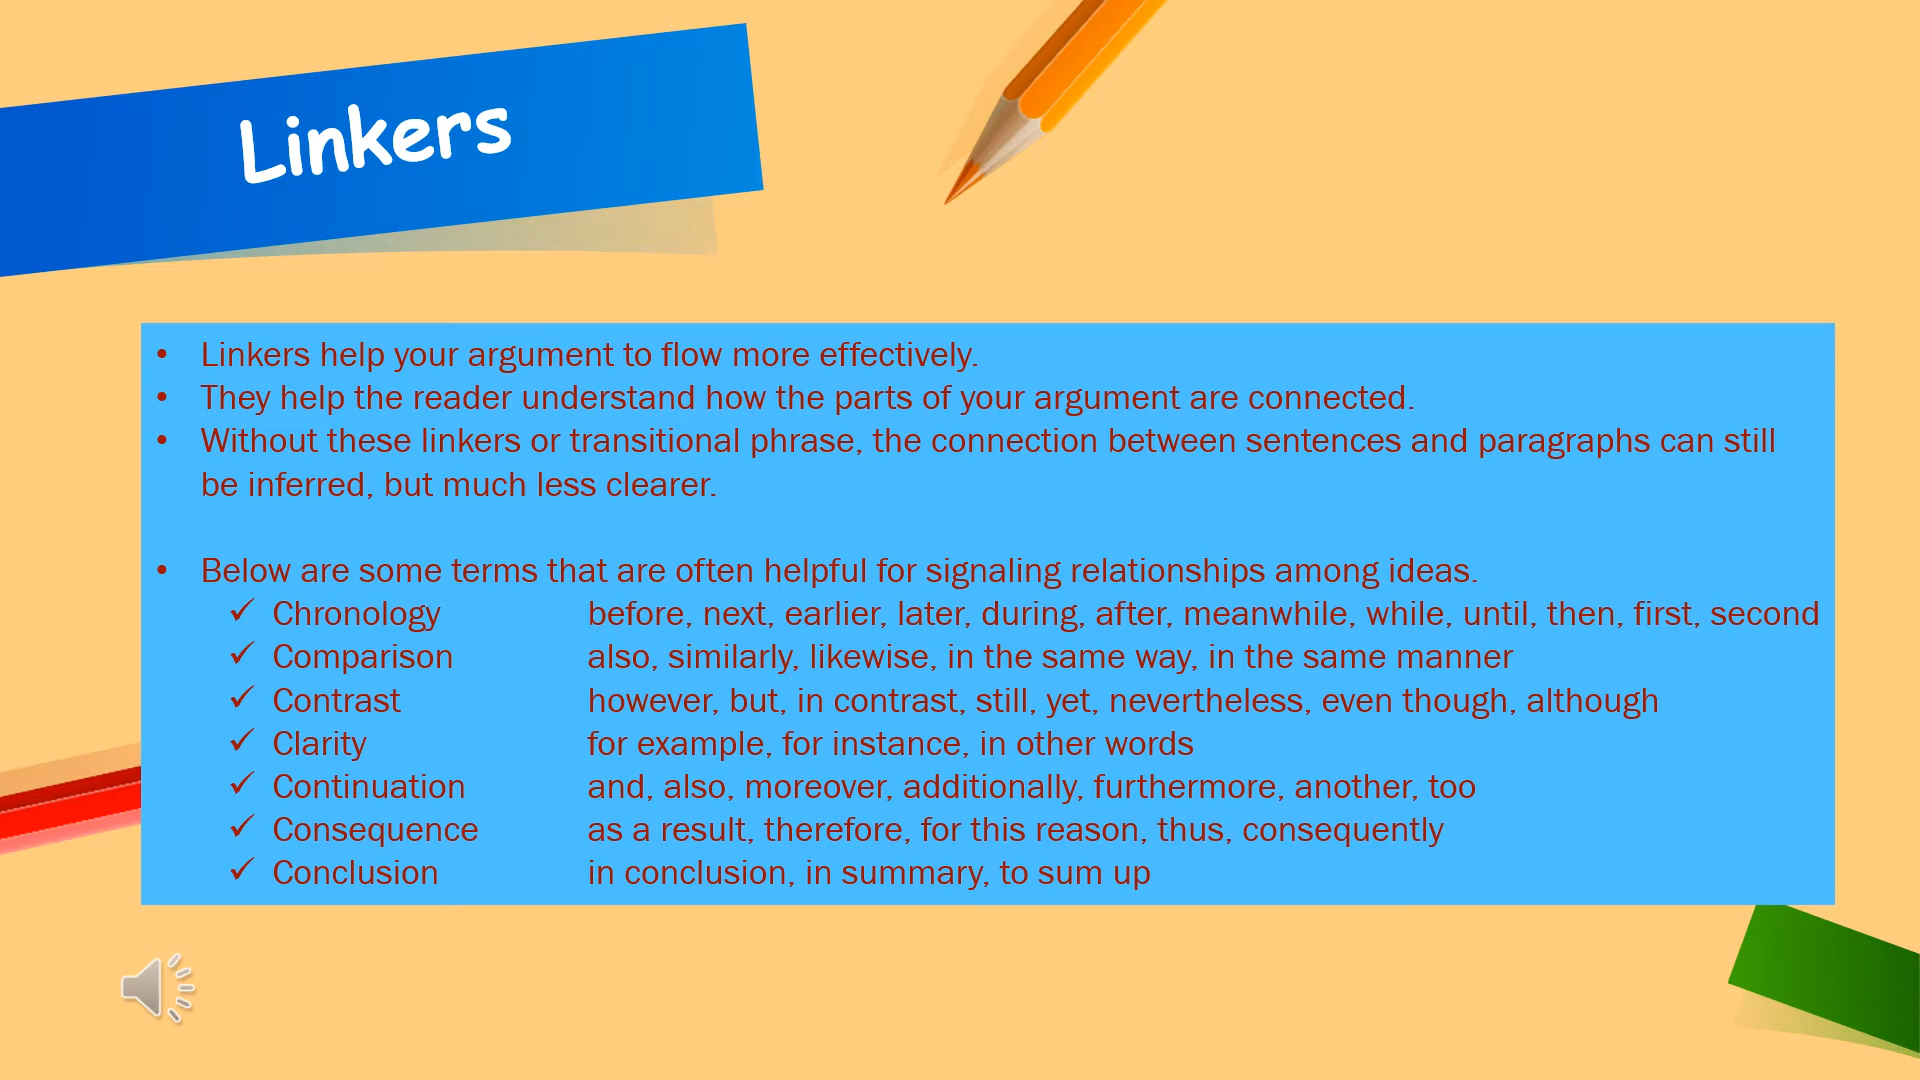 Linkers
• Linkers help your argument to flow more effectively.
• They help the reader understand how the parts of your argument are connected.
• Without these linkers or transitional phrase, the connection between sentences and paragraphs can still
be inferred, but much less clearer.
• Below are some terms that are often helpful for signaling relationships among ideas.
✓ Chronology before, next, earlier, later, during, after, meanwhile, while, until, then, first, second
✓ Comparison also, similarly, likewise, in the same way, in the same manner
✓ Contrast however, but, in contrast, still, yet, nevertheless, even though, although
✓ Clarity for example, for instance, in other words
✓ Continuation and, also, moreover, additionally, furthermore, another, too
✓ Consequence as a result, therefore, for this reason, thus, consequently
✓ Conclusion in conclusion, in summary, to sum up